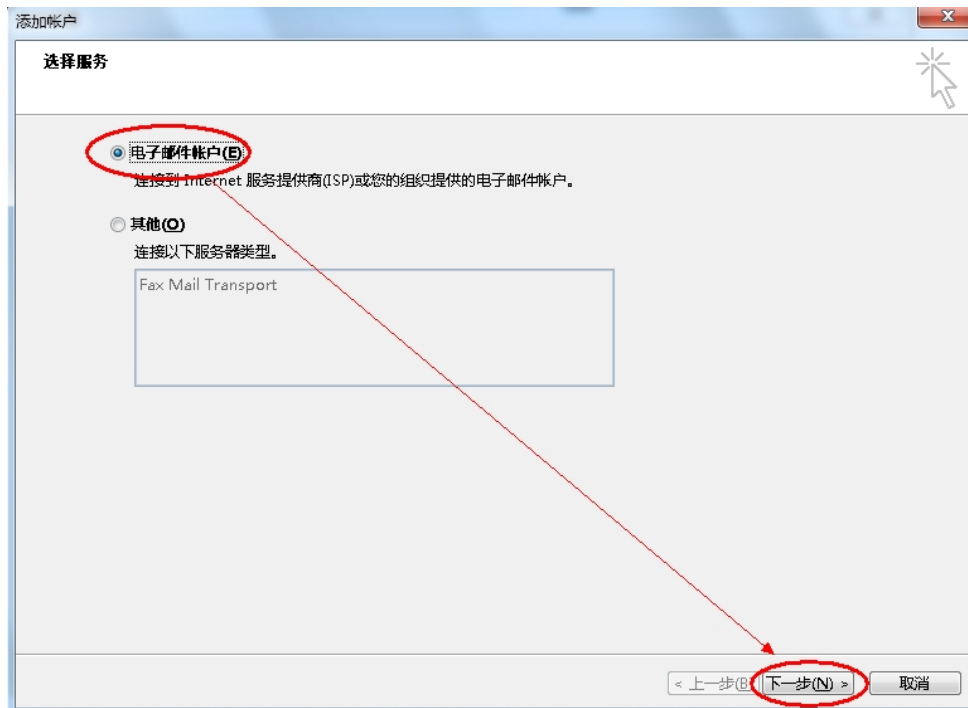 添加帐户
选择服务
电子邮件帐户(E)
连接到 Internet 服务提供商(ISP)或您的组织提供的电子邮件帐户。
其他(O)
连接以下服务器类型。
Fax Mail Transport
< 上一步(B 下一步(N) > 取消